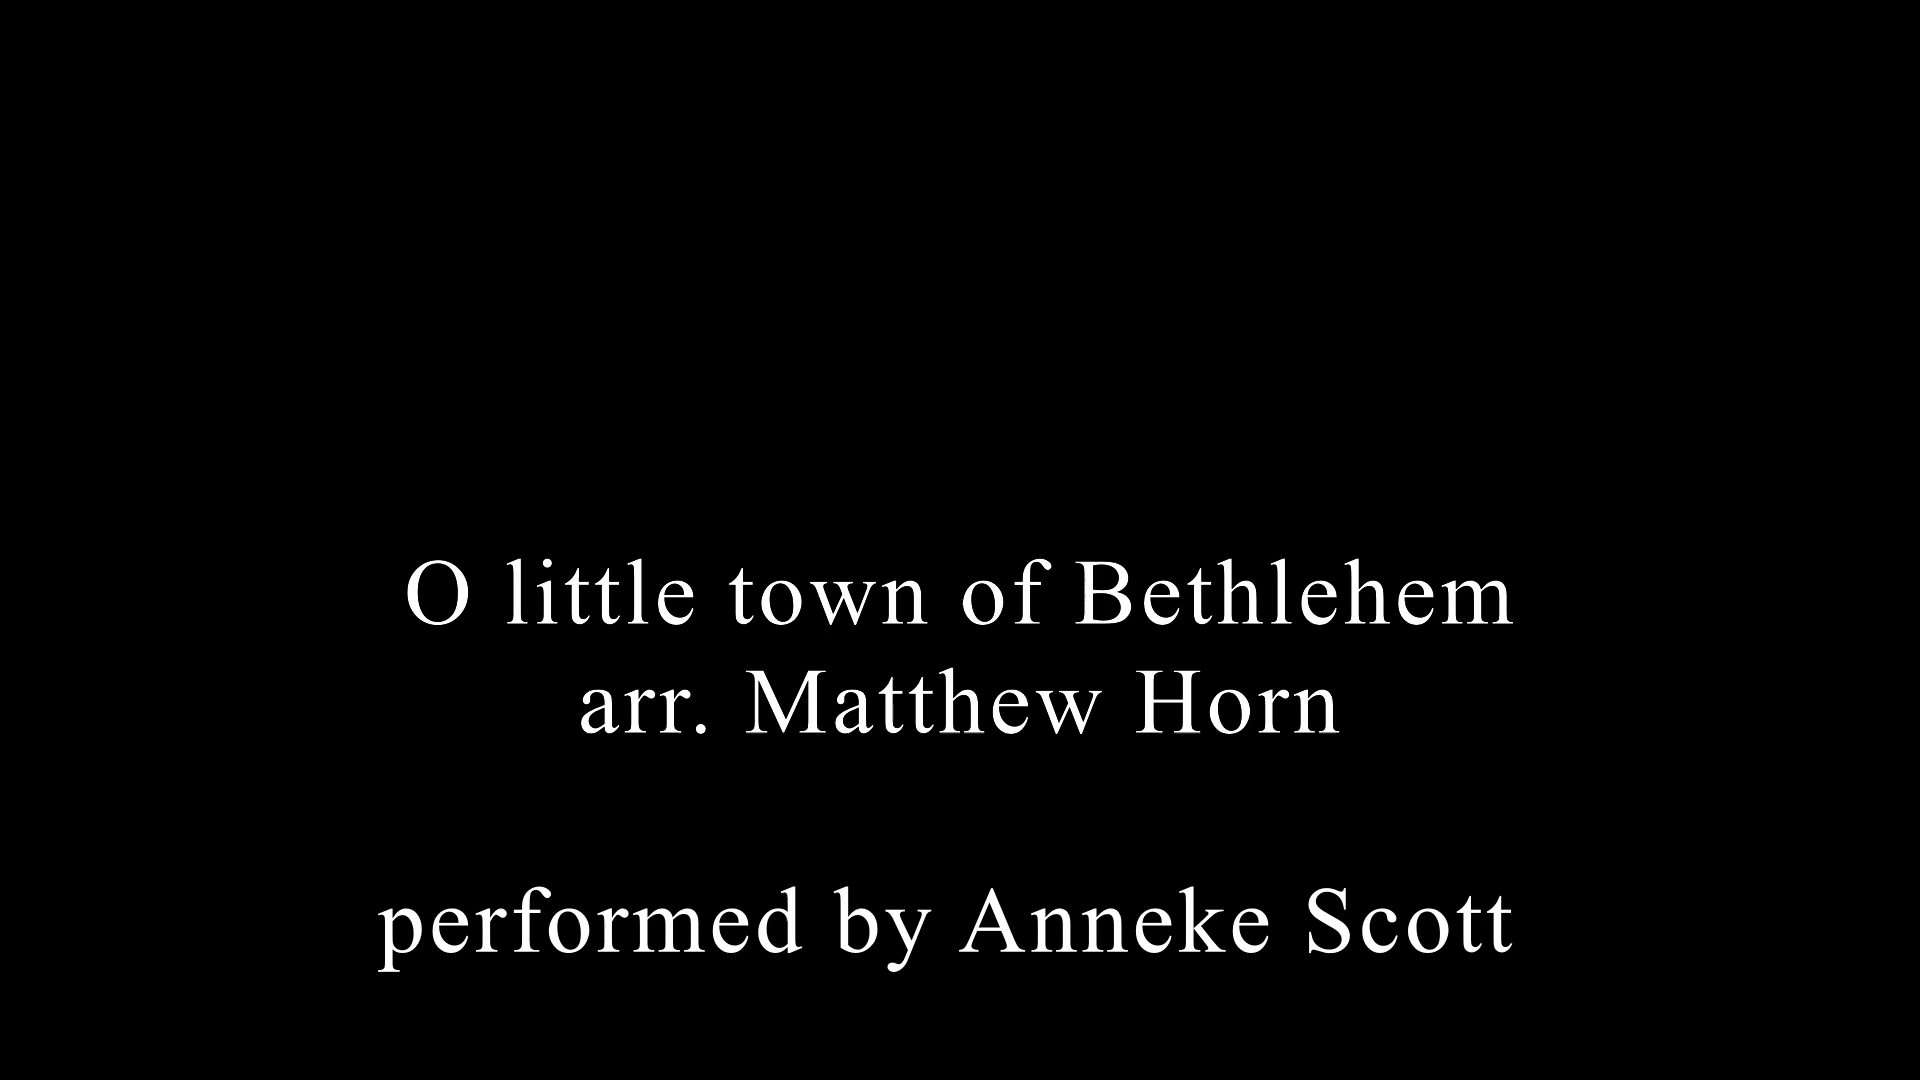 O little town of Bethlehem
arr. Matthew Horn
performed by Anneke Scott